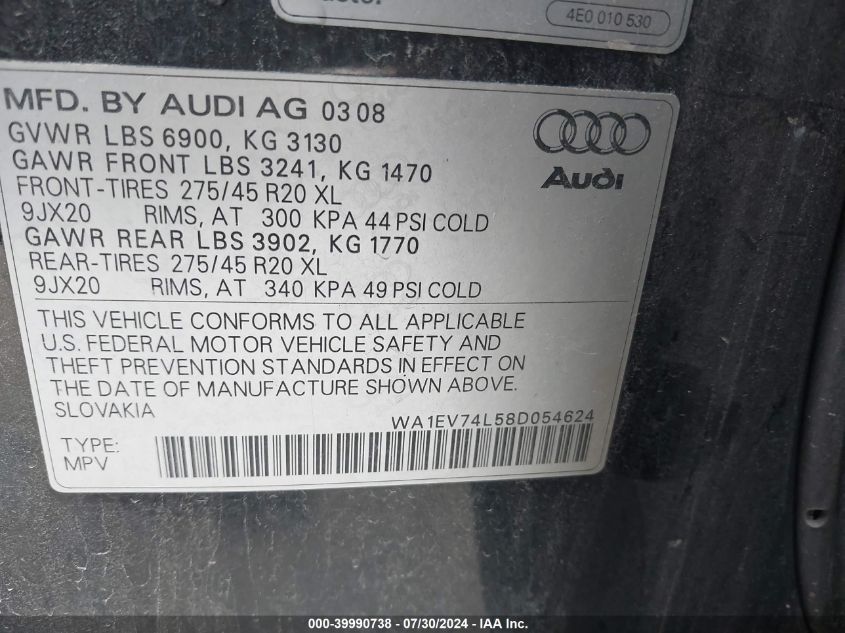 4E0 010 530
MFD. BY AUDI AG 03 08
GVWR LBS 6900, KG 3130
GAWR FRONT LBS 3241, KG 1470
FRONT-TIRES 275/45 R20 XL
9JX20 RIMS, AT 300 KPA 44 PSI COLD
GAWR REAR LBS 3902, KG 1770
REAR-TIRES 275/45 R20 XL
9JX20 RIMS, AT 340 KPA 49 PSI COLD
Audi
THIS VEHICLE CONFORMS TO ALL APPLICABLE
U.S. FEDERAL MOTOR VEHICLE SAFETY AND
THEFT PREVENTION STANDARDS IN EFFECT ON
THE DATE OF MANUFACTURE SHOWN ABOVE.
SLOVAKIA
WA1EV74L58D054624
TYPE:
MPV
000-39990738 - 07/30/2024 - IAA Inc.